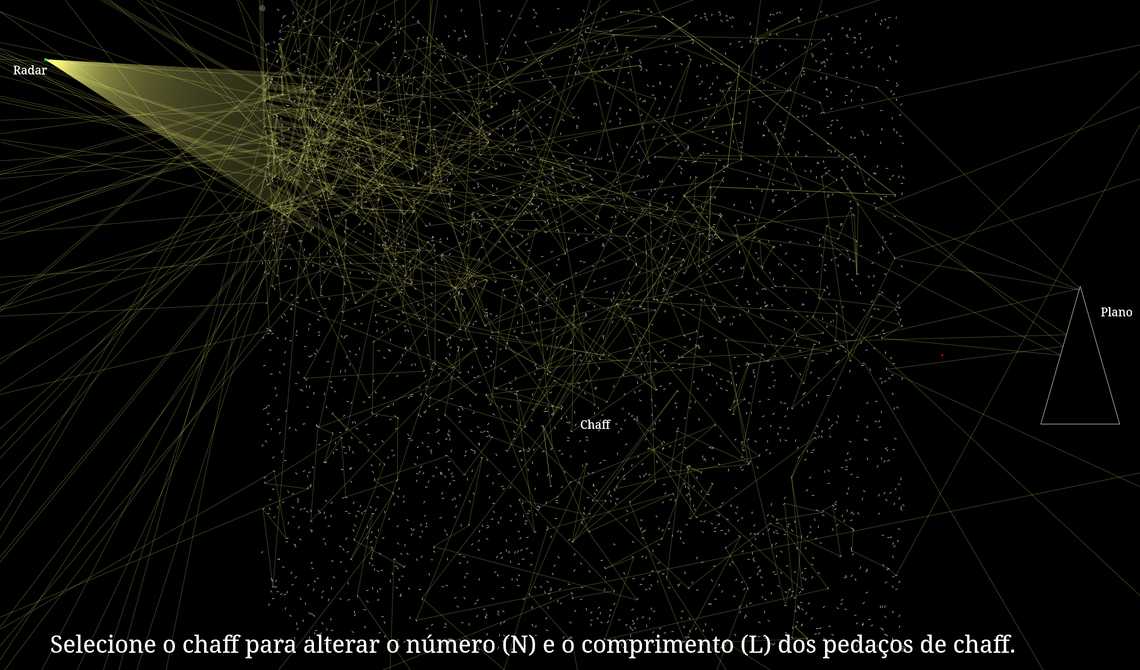 Radar
Plano
Chaff
Selecione o chaff para alterar o número (N) e o comprimento (L) dos pedaços de chaff.